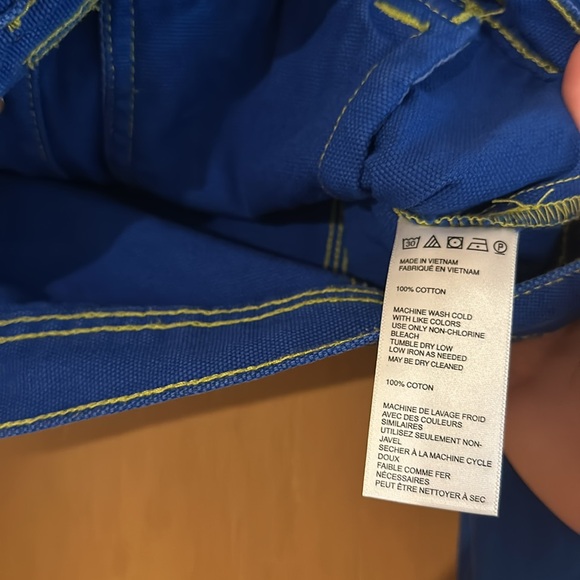 30 P
MADE IN VIETNAM
FABRIQUÉ EN VIETNAM
100% COTTON
MACHINE WASH COLD
WITH LIKE COLORS
USE ONLY NON-CHLORINE
BLEACH
TUMBLE DRY LOW
LOW IRON AS NEEDED
MAY BE DRY CLEANED
100% COTON
MACHINE DE LAVAGE FROID
AVEC DES COULEURS
SIMILAIRES
UTILISEZ SEULEMENT NON-
JAVEL
SECHER À LA MACHINE CYCLE
DOUX
FAIBLE COMME FER
NÉCESSAIRES
PEUT ÊTRE NETTOYER À SEC